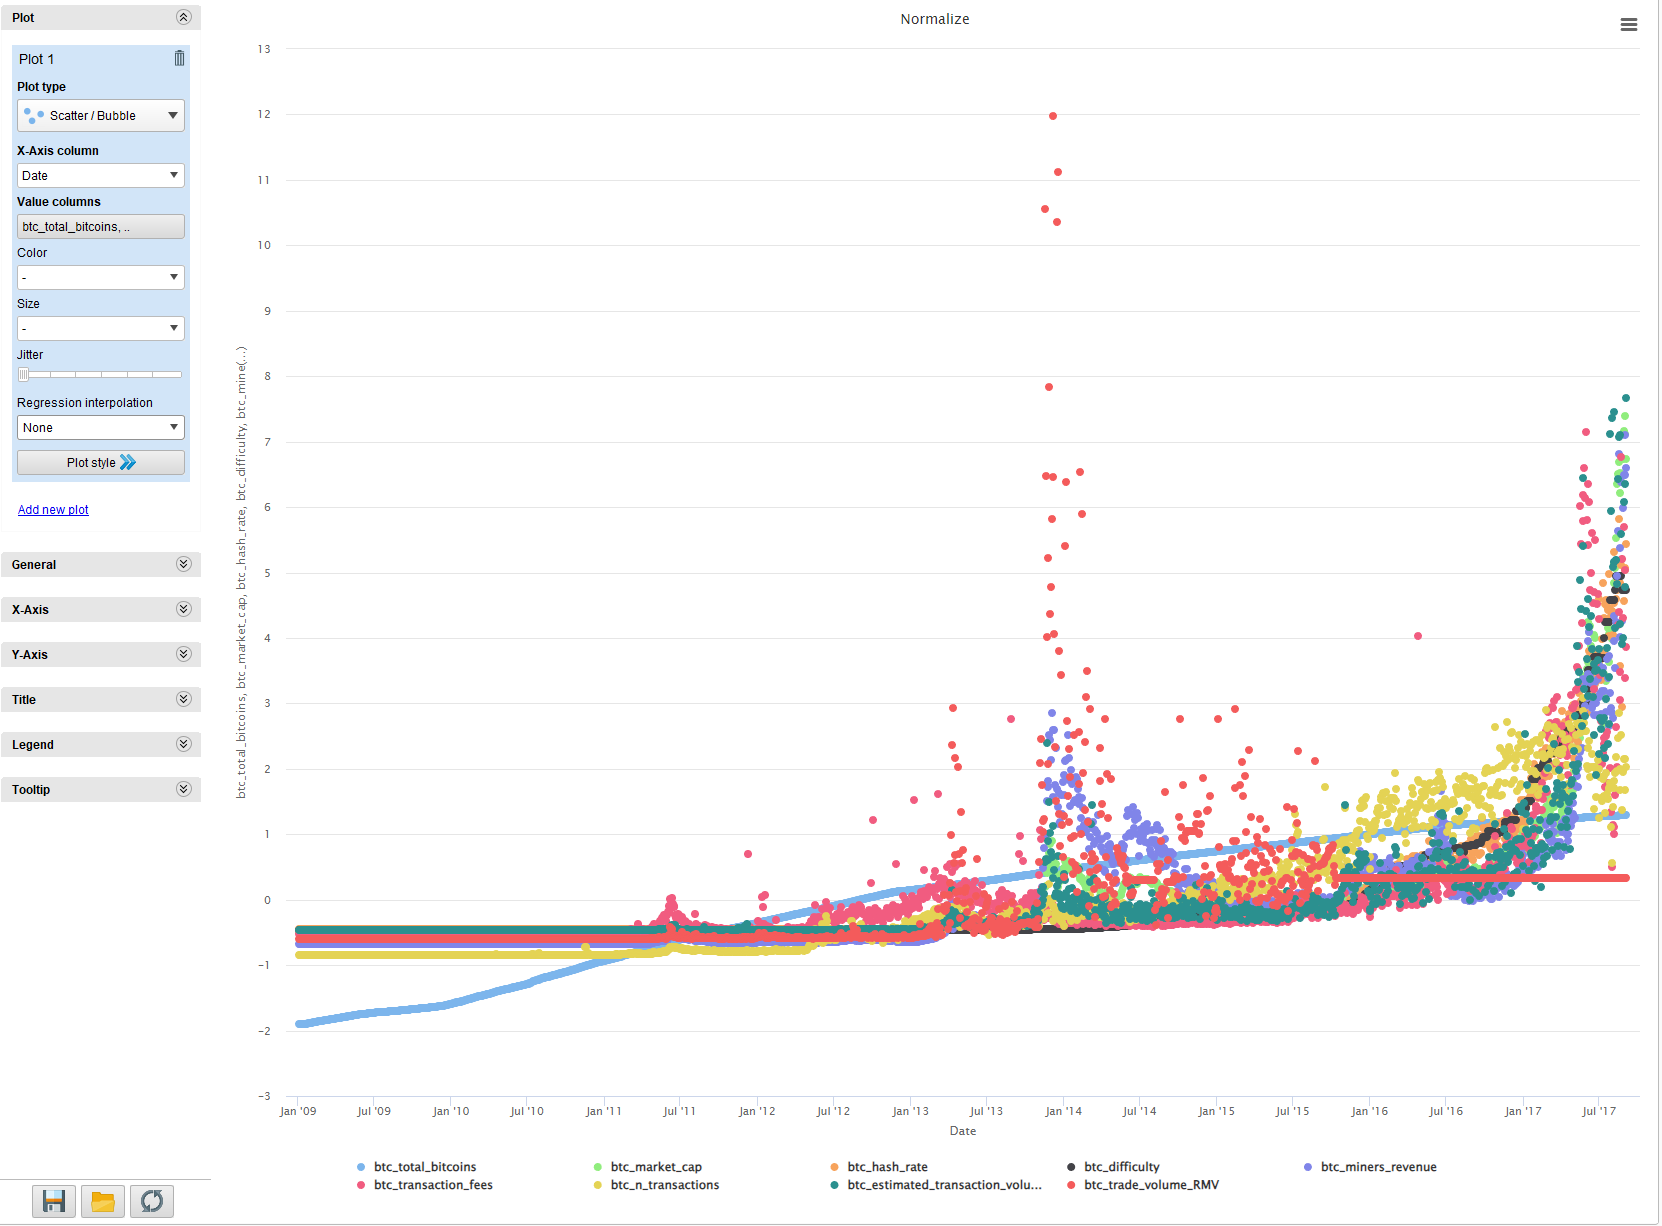 Plot
Plot 1
Plot type
Scatter / Bubble
X-Axis column
Date
Value columns
btc_total_bitcoins, ..
Color
-
Size
-
Jitter
Regression interpolation
None
Plot style
Add new plot
General
X-Axis
Y-Axis
Title
Legend
Tooltip
Normalize
btc_total_bitcoins, btc_market_cap, btc_hash_rate, btc_difficulty, btc_mine(...)
13
12
11
10
9
8
7
6
5
4
3
2
1
0
-1
-2
-3
Jan '09 Jul '09 Jan '10 Jul '10 Jan '11 Jul '11 Jan '12 Jul '12 Jan '13 Jul '13 Jan '14 Jul '14 Jan '15 Jul '15 Jan '16 Jul '16 Jan '17 Jul '17
Date
btc_total_bitcoins btc_market_cap btc_hash_rate btc_difficulty btc_miners_revenue
btc_transaction_fees btc_n_transactions btc_estimated_transaction_volu... btc_trade_volume_RMV